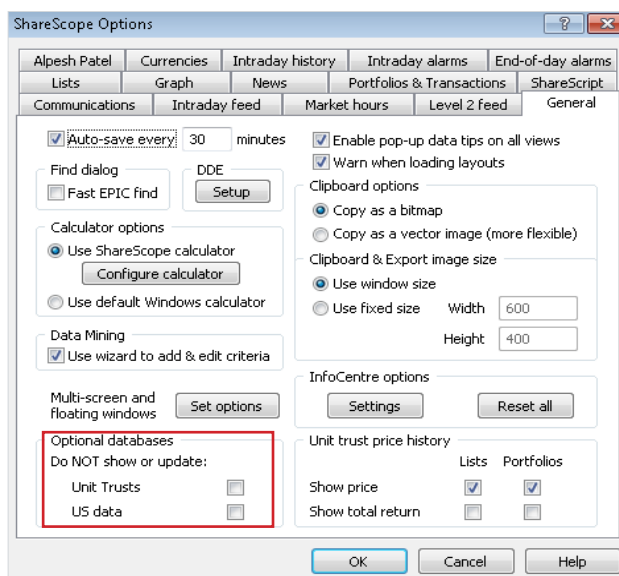 ShareScope Options
Alpesh Patel Currencies Intraday history Intraday alarms End-of-day alarms
Lists Graph News Portfolios & Transactions ShareScript
Communications Intraday feed Market hours Level 2 feed General
Auto-save every 30 minutes
Find dialog
Fast EPIC find
DDE
Setup
Calculator options
Use ShareScope calculator
Configure calculator
Use default Windows calculator
Data Mining
Use wizard to add & edit criteria
Multi-screen and
floating windows
Set options
Optional databases
Do NOT show or update:
Unit Trusts
US data
Enable pop-up data tips on all views
Warn when loading layouts
Clipboard options
Copy as a bitmap
Copy as a vector image (more flexible)
Clipboard & Export image size
Use window size
Use fixed size Width 600
Height 400
InfoCentre options
Settings Reset all
Unit trust price history
Lists Portfolios
Show price
Show total return
OK Cancel Help